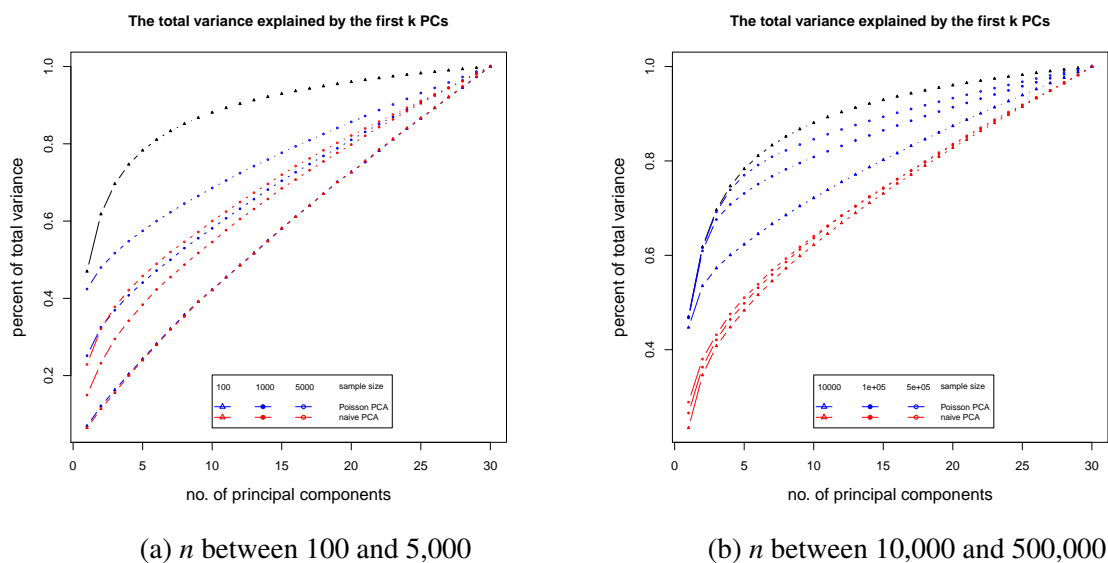 The total variance explained by the first k PCs
percent of total variance
1.0
0.8
0.6
0.4
0.2
100 1000 5000 sample size
Poisson PCA
naive PCA
0 5 10 15 20 25 30
no. of principal components
(a) n between 100 and 5,000
The total variance explained by the first k PCs
percent of total variance
1.0
0.8
0.6
0.4
10000 1e+05 5e+05 sample size
Poisson PCA
naive PCA
0 5 10 15 20 25 30
no. of principal components
(b) n between 10,000 and 500,000